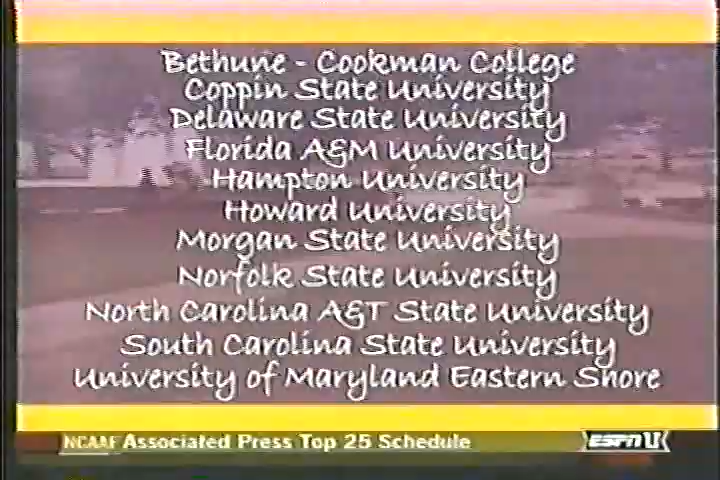 Bethune - Cookman College
Coppin State University
Delaware State University
Florida A&M University
Hampton University
Howard University
Morgan State University
Norfolk State University
North Carolina A&T State University
South Carolina State University
University of Maryland Eastern Shore
NCAAF Associated Press Top 25 Schedule ESPNU